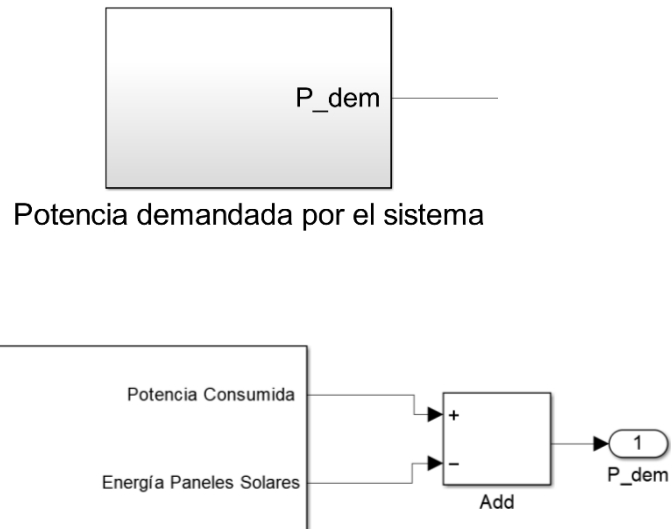 P_dem
Potencia demandada por el sistema
Potencia Consumida
+
1
Energía Paneles Solares
−
P_dem
Add